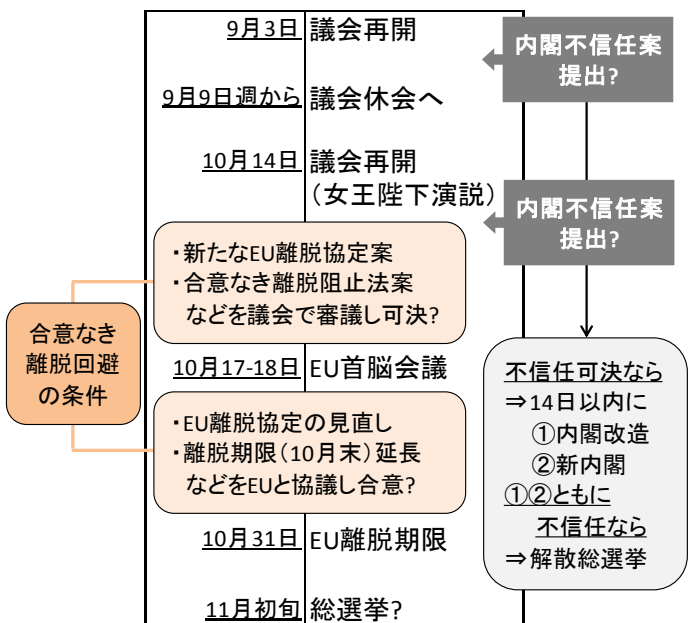 9月3日 議会再開
内閣不信任案
提出?
9月9日週から 議会休会へ
10月14日 議会再開
（女王陛下演説）
内閣不信任案
提出?
・新たなEU離脱協定案
・合意なき離脱阻止法案
などを議会で審議し可決?
合意なき
離脱回避
の条件
10月17-18日 EU首脳会議
・EU離脱協定の見直し
・離脱期限（10月末）延長
などをEUと協議し合意?
10月31日 EU離脱期限
11月初旬 総選挙?
不信任可決なら
⇒14日以内に
①内閣改造
②新内閣
①②ともに
不信任なら
⇒解散総選挙